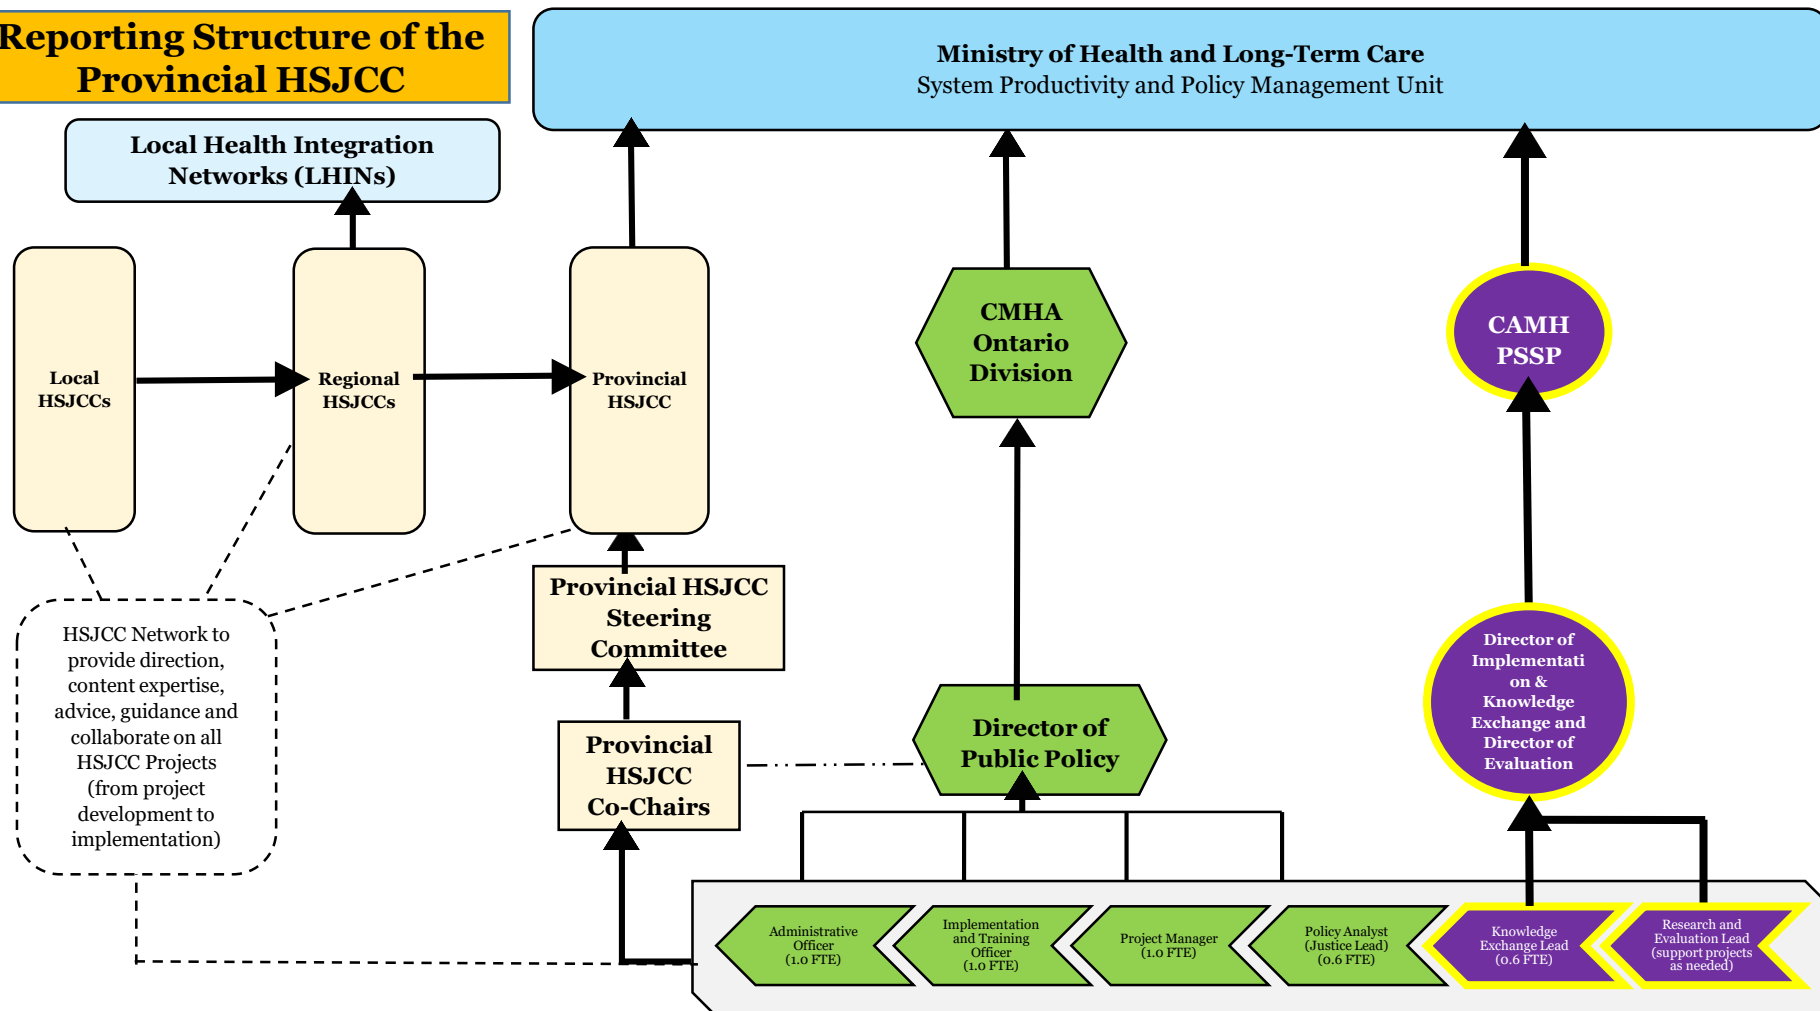 Reporting Structure of the
Provincial HSJCC
Ministry of Health and Long-Term Care
System Productivity and Policy Management Unit
Local Health Integration
Networks (LHINs)
Local
HSJCCs
Regional
HSJCCs
Provincial
HSJCC
CMHA
Ontario
Division
CAMH
PSSP
HSJCC Network to
provide direction,
content expertise,
advice, guidance and
collaborate on all
HSJCC Projects
(from project
development to
implementation)
Provincial HSJCC
Steering
Committee
Provincial
HSJCC
Co-Chairs
Director of
Public Policy
Director of
Implementati
on &
Knowledge
Exchange and
Director of
Evaluation
Administrative
Officer
(1.0 FTE)
Implementation
and Training
Officer
(1.0 FTE)
Project Manager
(1.0 FTE)
Policy Analyst
(Justice Lead)
(0.6 FTE)
Knowledge
Exchange Lead
(0.6 FTE)
Research and
Evaluation Lead
(support projects
as needed)